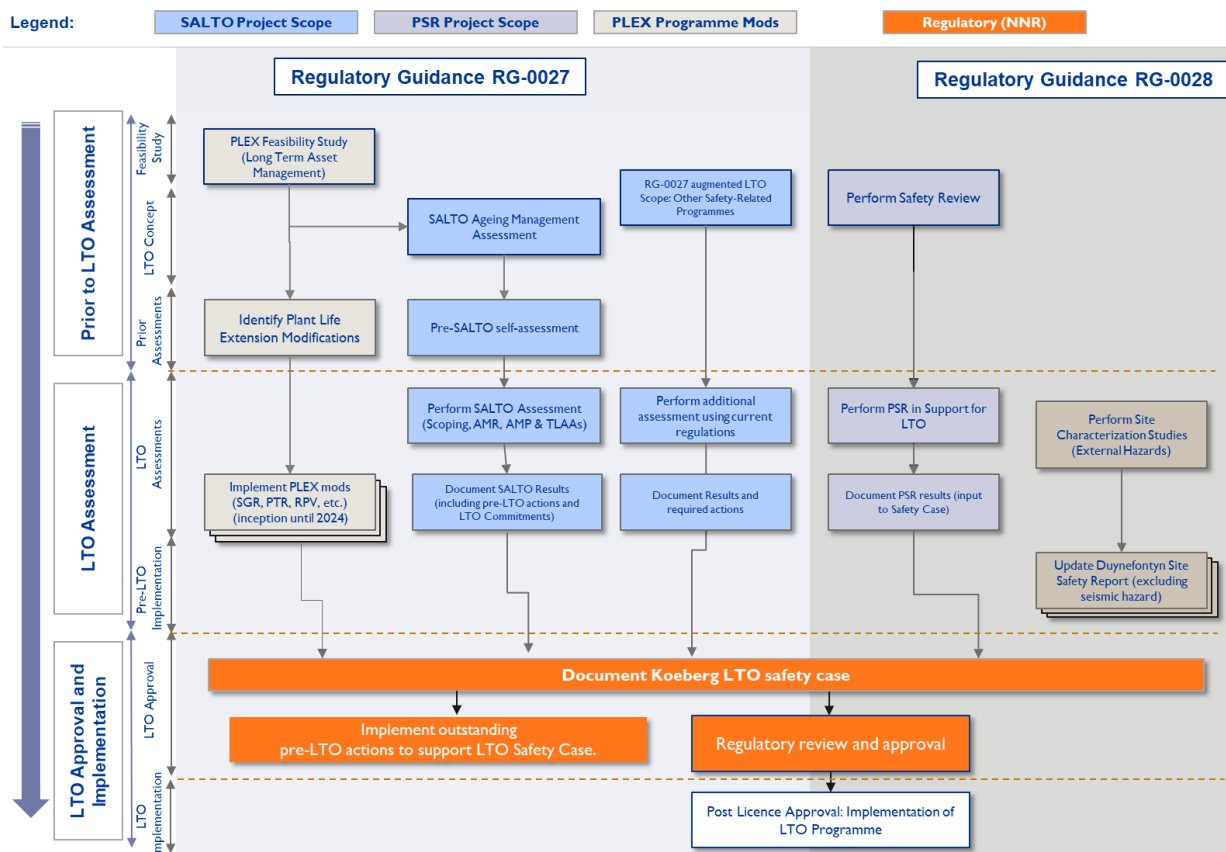 Legend:
SALTO Project Scope
PSR Project Scope
PLEX Programme Mods
Regulatory (NNR)
Regulatory Guidance RG-0027
Regulatory Guidance RG-0028
Prior to LTO Assessment
Feasibility
Study
LTO Concept
Prior
Assessments
PLEX Feasibility Study
(Long Term Asset
Management)
SALTO Ageing Management
Assessment
RG-0027 augmented LTO
Scope: Other Safety-Related
Programmes
Perform Safety Review
Identify Plant Life
Extension Modifications
Pre-SALTO self-assessment
LTO Assessment
LTO
Assessments
Pre-LTO
Implementation
Perform SALTO Assessment
(Scoping, AMR, AMP & TLAAs)
Perform additional
assessment using current
regulations
Perform PSR in Support for
LTO
Perform Site
Characterization Studies
(External Hazards)
Implement PLEX mods
(SGR, PTR, RPV, etc.)
(inception until 2024)
Document SALTO Results
(including pre-LTO actions and
LTO Commitments)
Document Results and
required actions
Document PSR results (input
to Safety Case)
Update Duynefontyn Site
Safety Report (excluding
seismic hazard)
LTO Approval and
Implementation
LTO Approval
LTO
Implementation
Document Koeberg LTO safety case
Implement outstanding
pre-LTO actions to support LTO Safety Case.
Regulatory review and approval
Post Licence Approval: Implementation of
LTO Programme